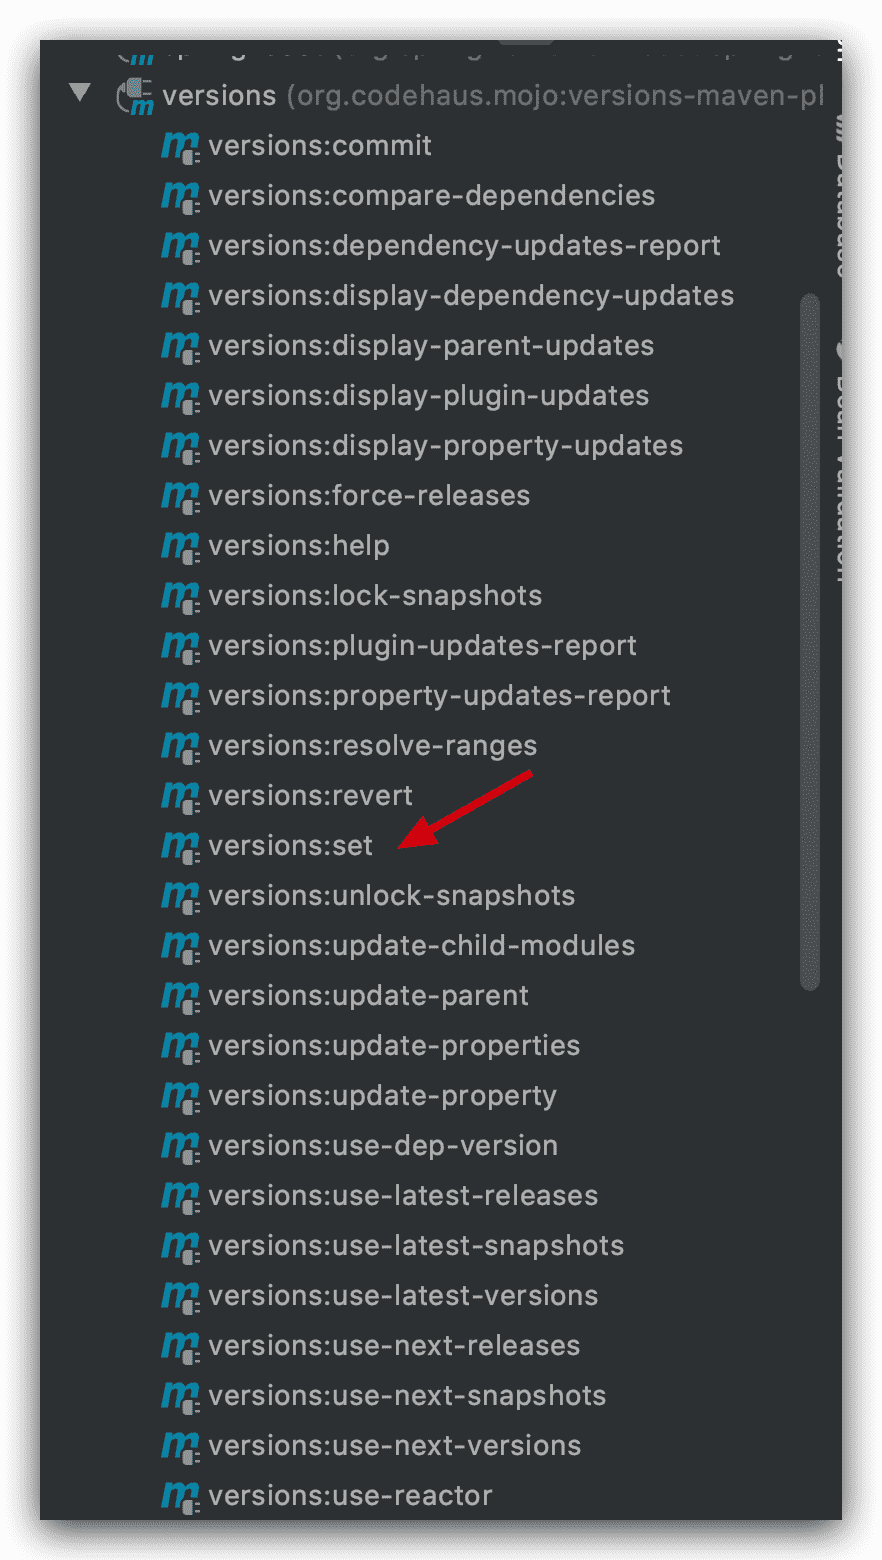 versions (org.codehaus.mojo:versions-maven-pl
versions:commit
versions:compare-dependencies
versions:dependency-updates-report
versions:display-dependency-updates
versions:display-parent-updates
versions:display-plugin-updates
versions:display-property-updates
versions:force-releases
versions:help
versions:lock-snapshots
versions:plugin-updates-report
versions:property-updates-report
versions:resolve-ranges
versions:revert
versions:set
versions:unlock-snapshots
versions:update-child-modules
versions:update-parent
versions:update-properties
versions:update-property
versions:use-dep-version
versions:use-latest-releases
versions:use-latest-snapshots
versions:use-latest-versions
versions:use-next-releases
versions:use-next-snapshots
versions:use-next-versions
versions:use-reactor